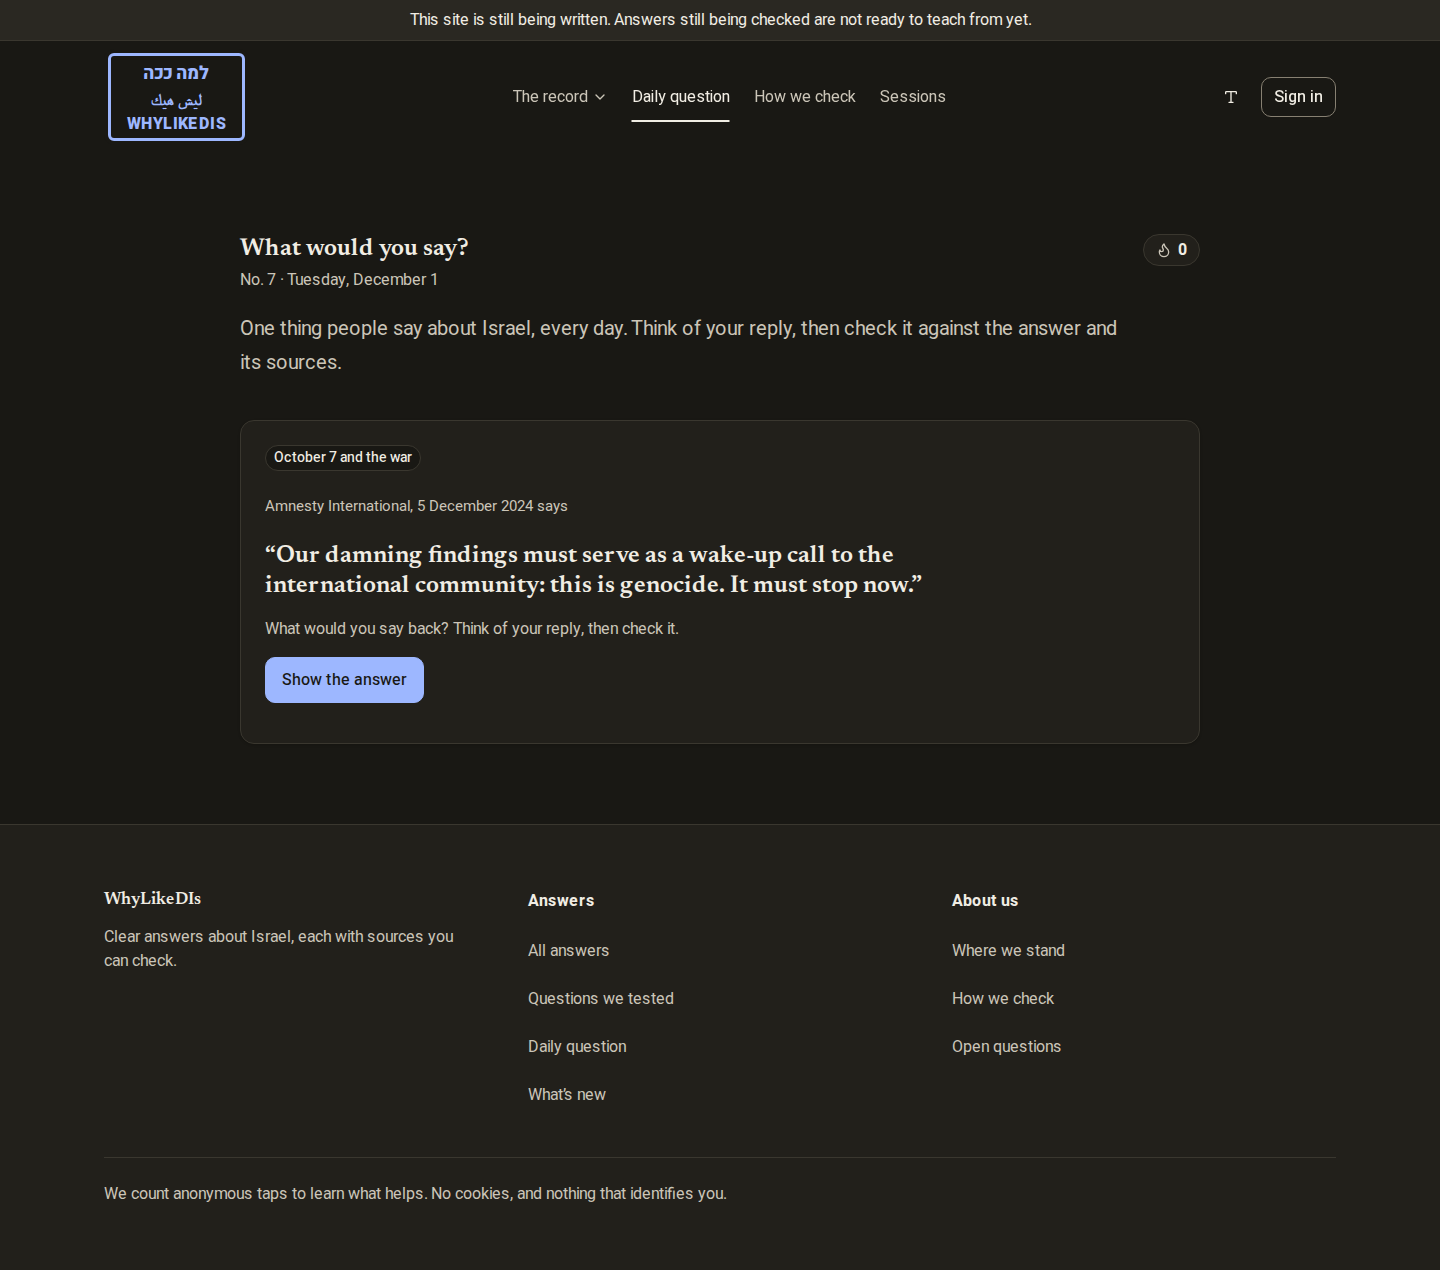 This site is still being written. Answers still being checked are not ready to teach from yet.
למה ככה
ليش هيك
WHYLIKEDIS
The record
Daily question
How we check
Sessions
T
Sign in
What would you say?
0
No. 7 · Tuesday, December 1
One thing people say about Israel, every day. Think of your reply, then check it against the answer and
its sources.
October 7 and the war
Amnesty International, 5 December 2024 says
“Our damning findings must serve as a wake-up call to the
international community: this is genocide. It must stop now.”
What would you say back? Think of your reply, then check it.
Show the answer
WhyLikeDIs
Clear answers about Israel, each with sources you
can check.
Answers
All answers
Questions we tested
Daily question
What’s new
About us
Where we stand
How we check
Open questions
We count anonymous taps to learn what helps. No cookies, and nothing that identifies you.